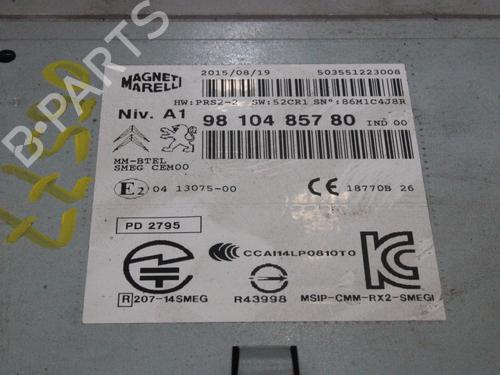 MAGNETI
MARELLI
2015/08/19 503551223008
HW:PRS2-2 SW:52CR1 SN°:86M1C4J8R
Niv. A1 98 104 857 80 IND 00
MM-BTEL
SMEG CEM00
E2 04 13075-00 CE 18770B 26
PD 2795
CCAI14LP0810T0
R 207-14SMEG R43998 MSIP-CMM-RX2-SMEGI